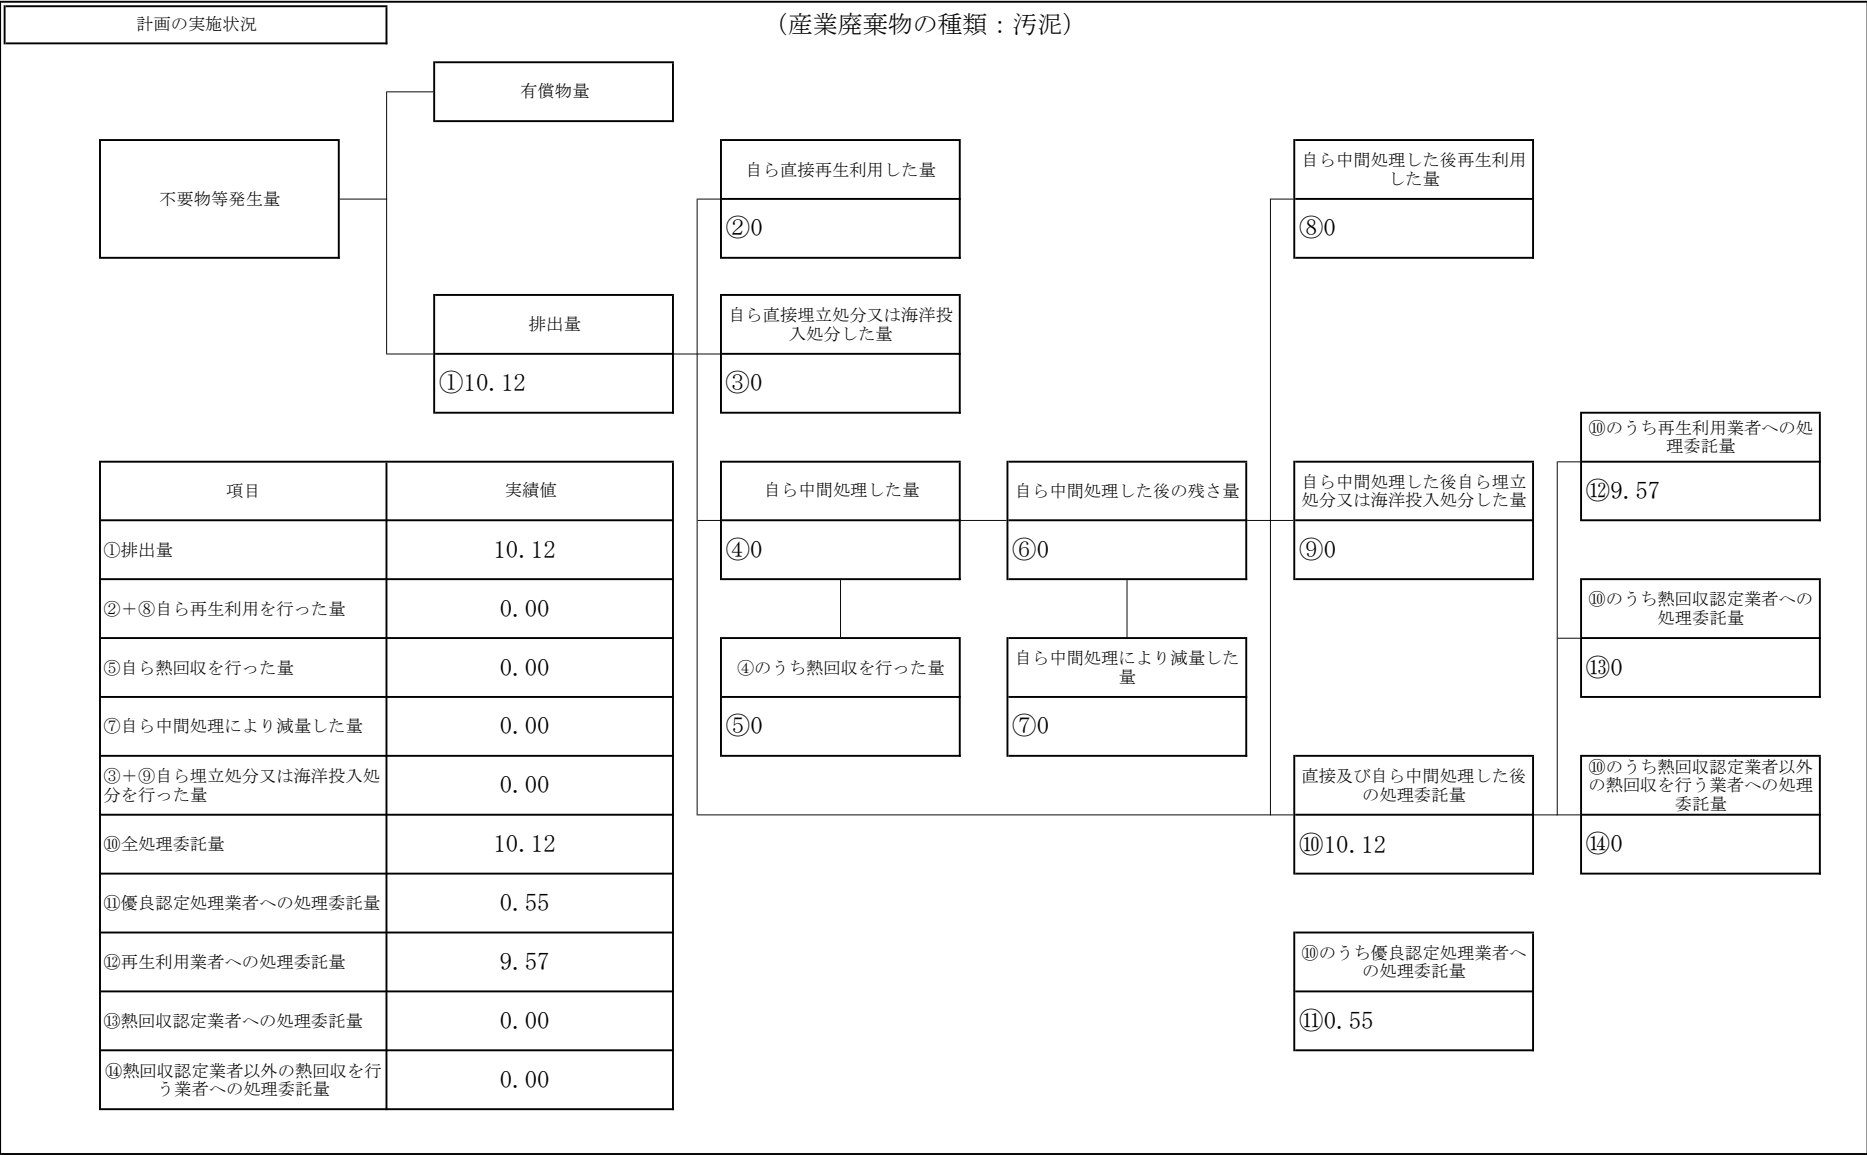 計画の実施状況
（産業廃棄物の種類：汚泥）
有償物量
不要物等発生量
自ら直接再生利用した量
②0
自ら中間処理した後再生利用
した量
⑧0
排出量
①10.12
自ら直接埋立処分又は海洋投
入処分した量
③0
項目 実績値
①排出量 10.12
②＋⑧自ら再生利用を行った量 0.00
⑤自ら熱回収を行った量 0.00
⑦自ら中間処理により減量した量 0.00
③＋⑨自ら埋立処分又は海洋投入処
分を行った量 0.00
⑩全処理委託量 10.12
⑪優良認定処理業者への処理委託量 0.55
⑫再生利用業者への処理委託量 9.57
⑬熱回収認定業者への処理委託量 0.00
⑭熱回収認定業者以外の熱回収を行
う業者への処理委託量 0.00
自ら中間処理した量
④0
④のうち熱回収を行った量
⑤0
自ら中間処理した後の残さ量
⑥0
自ら中間処理により減量した
量
⑦0
自ら中間処理した後自ら埋立
処分又は海洋投入処分した量
⑨0
直接及び自ら中間処理した後
の処理委託量
⑩10.12
⑩のうち優良認定処理業者へ
の処理委託量
⑪0.55
⑩のうち再生利用業者への処
理委託量
⑫9.57
⑩のうち熱回収認定業者への
処理委託量
⑬0
⑩のうち熱回収認定業者以外
の熱回収を行う業者への処理
委託量
⑭0